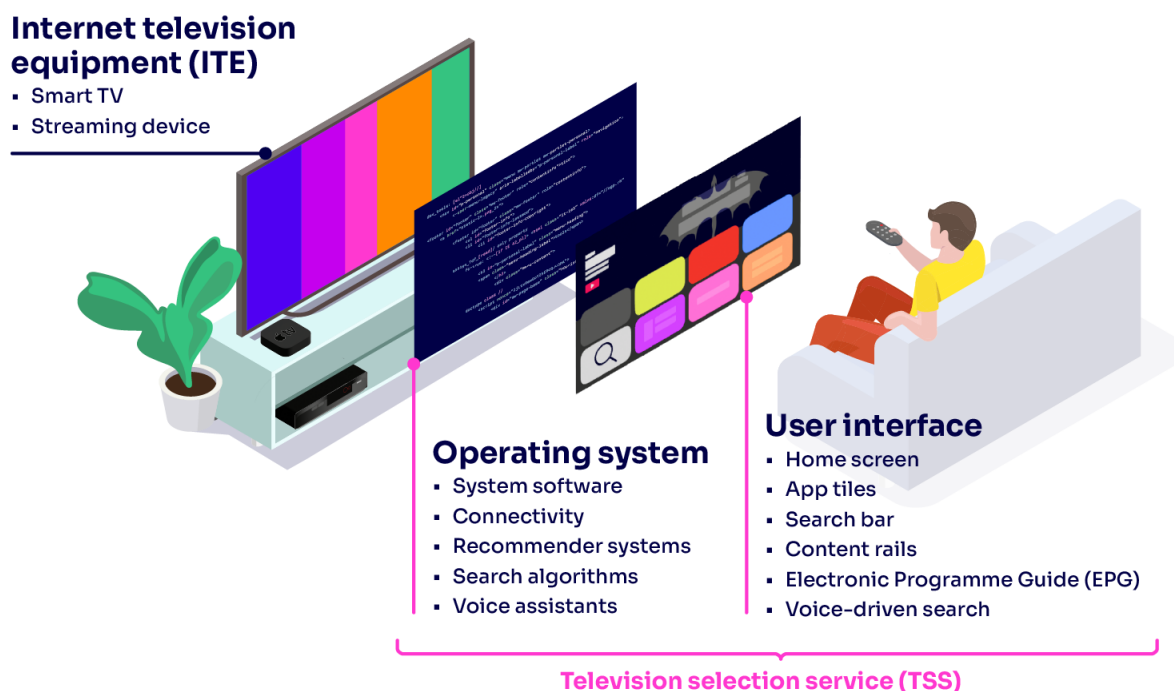 Internet television
equipment (ITE)
▪ Smart TV
▪ Streaming device
Operating system
▪ System software
▪ Connectivity
▪ Recommender systems
▪ Search algorithms
▪ Voice assistants
User interface
▪ Home screen
▪ App tiles
▪ Search bar
▪ Content rails
▪ Electronic Programme Guide (EPG)
▪ Voice-driven search
Television selection service (TSS)